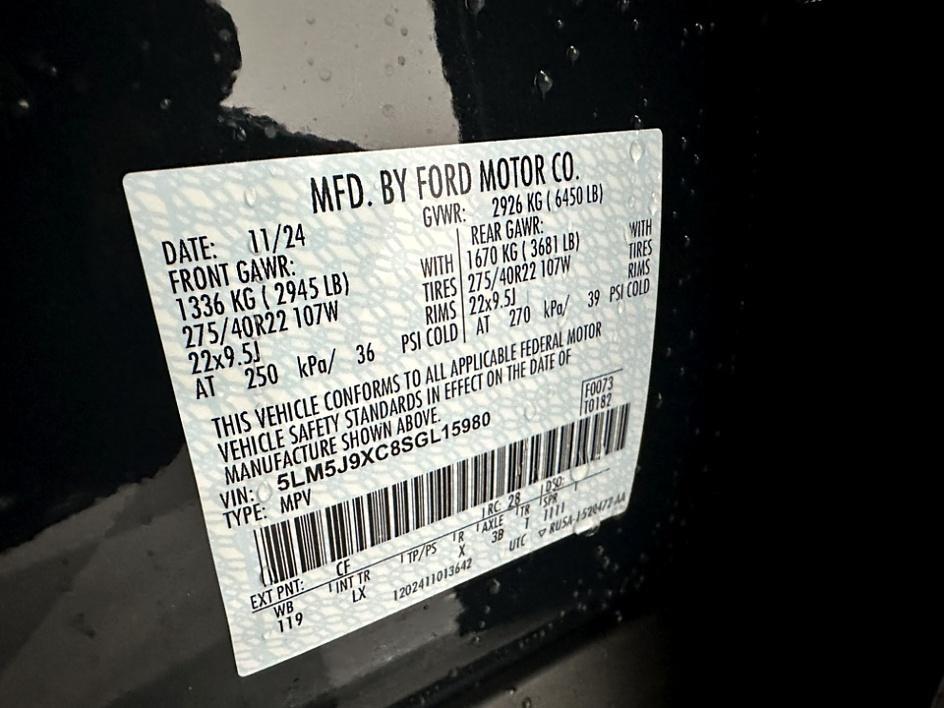 MFD. BY FORD MOTOR CO.
DATE: 11/24
GVWR: 2926 KG ( 6450 LB)
FRONT GAWR:
1336 KG ( 2945 LB) WITH
275/40R22 107W TIRES
22x9.5J RIMS
AT 250 kPa/ 36 PSI COLD
REAR GAWR: WITH
1670 KG ( 3681 LB) TIRES
275/40R22 107W RIMS
22x9.5J
AT 270 kPa/ 39 PSI COLD
THIS VEHICLE CONFORMS TO ALL APPLICABLE FEDERAL MOTOR
VEHICLE SAFETY STANDARDS IN EFFECT ON THE DATE OF
MANUFACTURE SHOWN ABOVE.
F0073
T0182
VIN: 5LM5J9XC8SGL15980
TYPE: MPV
EXT PNT: CF RC: 28 DSO:
WB INT TR TP/PS R AXLE TR SPR
119 LX X 3B T 1111
1202411013642 UTC